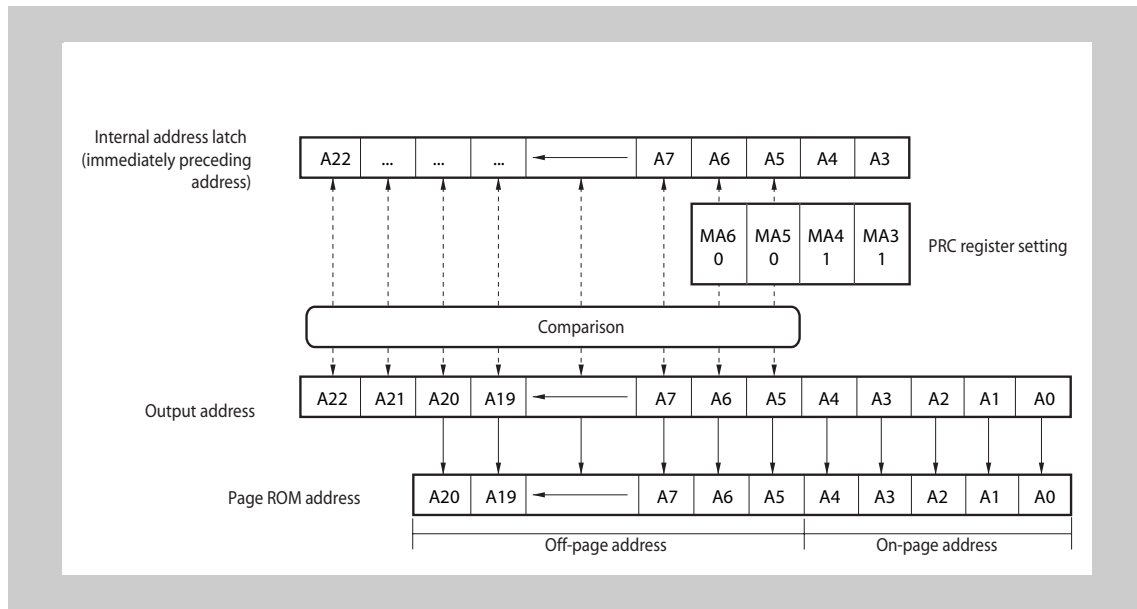 Internal address latch
(immediately preceding
address)
A22 ... ... ... A7 A6 A5 A4 A3
MA6 MA5 MA4 MA3
0 0 1 1
PRC register setting
Comparison
Output address
A22 A21 A20 A19 A7 A6 A5 A4 A3 A2 A1 A0
Page ROM address
A20 A19 A7 A6 A5 A4 A3 A2 A1 A0
Off-page address On-page address